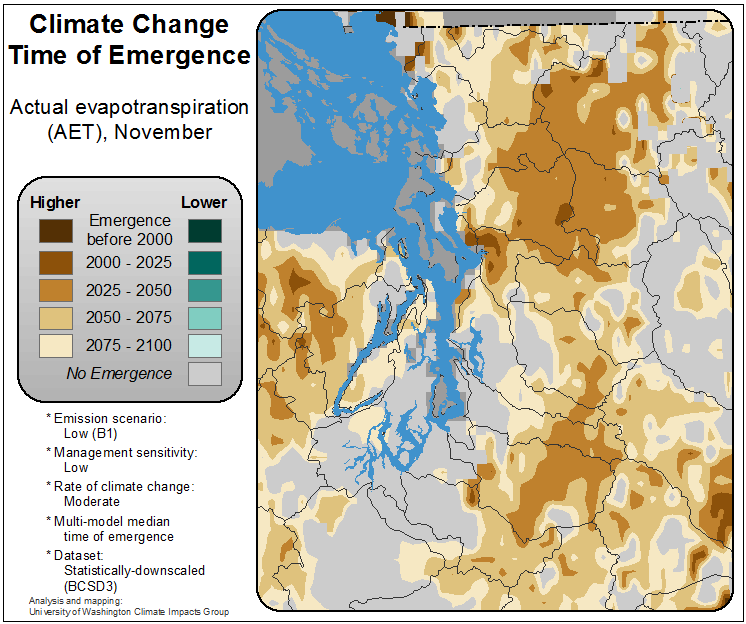 Climate Change
Time of Emergence
Actual evapotranspiration
(AET), November
Higher Lower
Emergence
before 2000
2000 - 2025
2025 - 2050
2050 - 2075
2075 - 2100
No Emergence
* Emission scenario:
Low (B1)
* Management sensitivity:
Low
* Rate of climate change:
Moderate
* Multi-model median
time of emergence
* Dataset:
Statistically-downscaled
(BCSD3)
Analysis and mapping:
University of Washington Climate Impacts Group